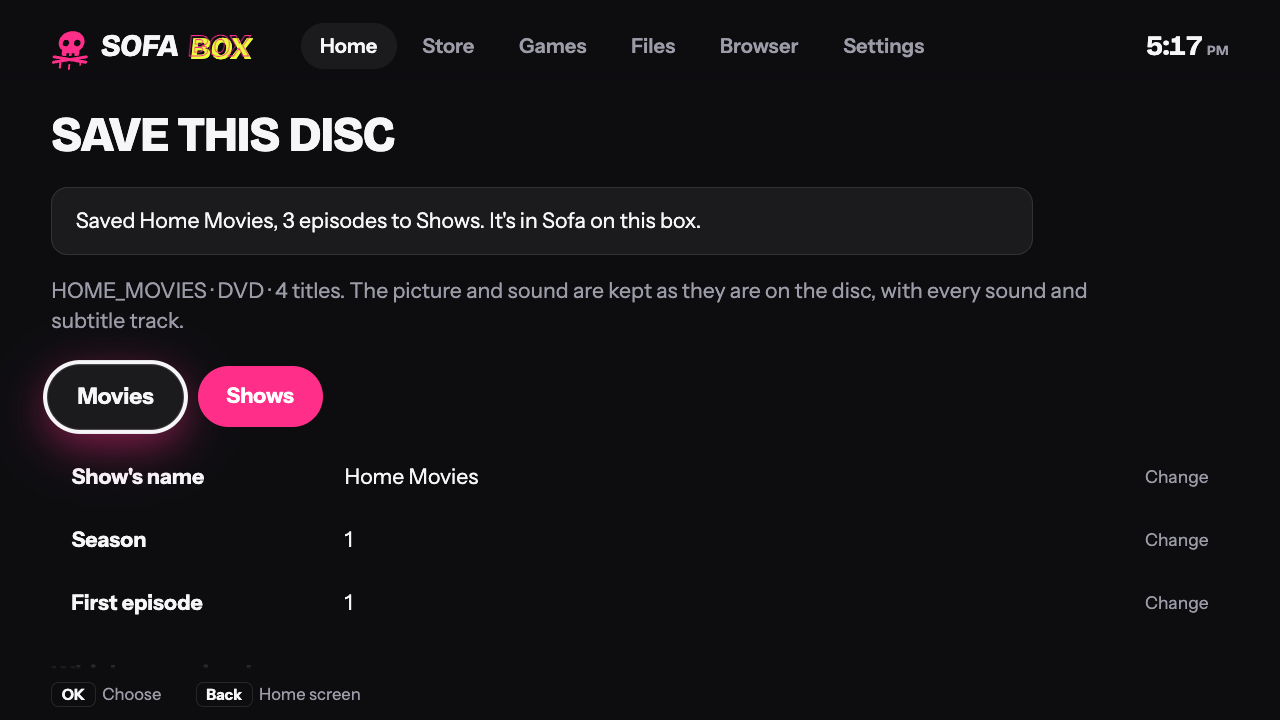 SOFA BOX
Home
Store
Games
Files
Browser
Settings
5:17 PM
SAVE THIS DISC
Saved Home Movies, 3 episodes to Shows. It's in Sofa on this box.
HOME_MOVIES · DVD · 4 titles. The picture and sound are kept as they are on the disc, with every sound and
subtitle track.
Movies
Shows
Show's name
Home Movies
Change
Season
1
Change
First episode
1
Change
OK Choose
Back Home screen